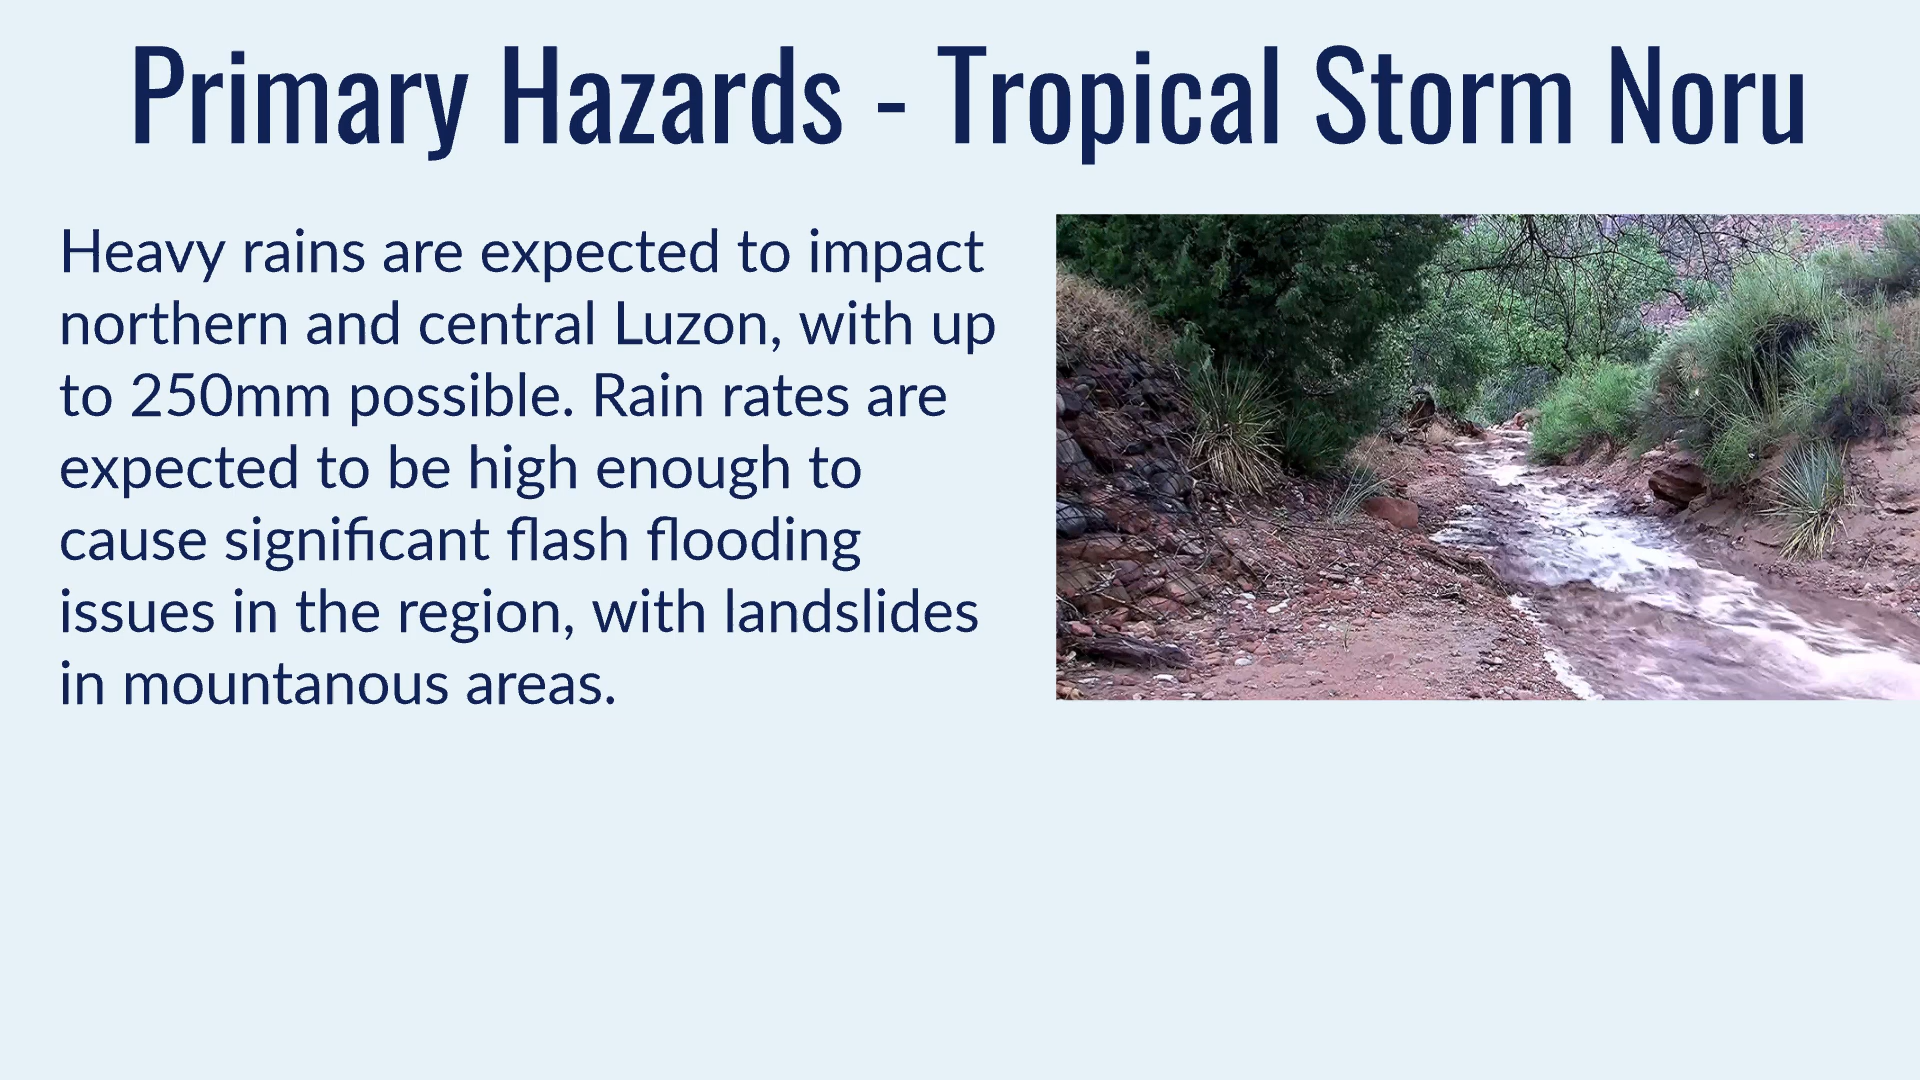 Primary Hazards - Tropical Storm Noru
Heavy rains are expected to impact
northern and central Luzon, with up
to 250mm possible. Rain rates are
expected to be high enough to
cause significant flash flooding
issues in the region, with landslides
in mountanous areas.